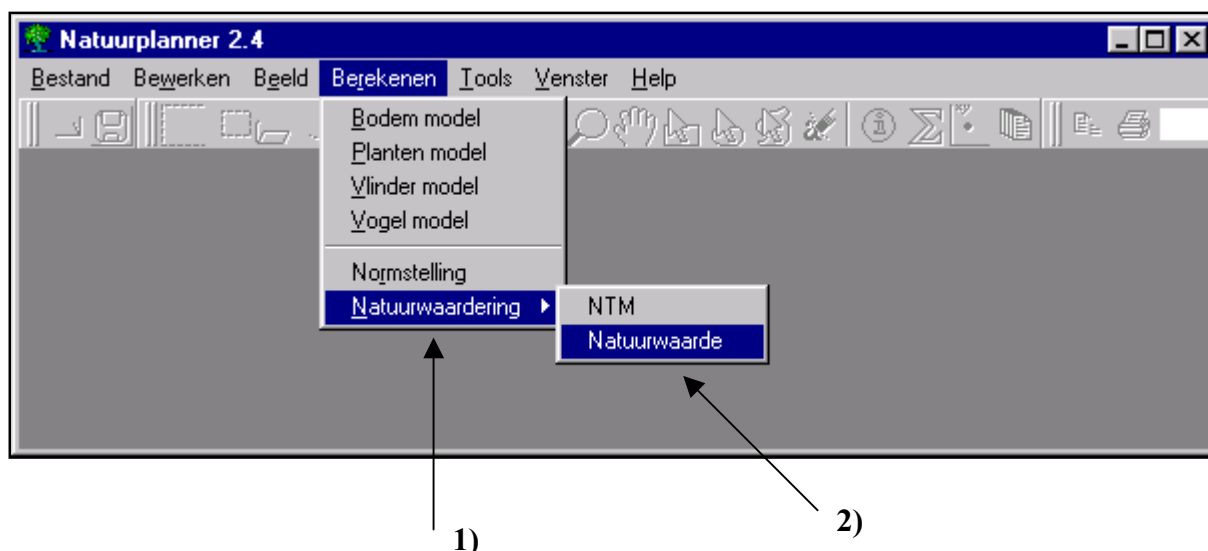 Natuurplanner 2.4
Bestand Bewerken Beeld Berekenen Tools Venster Help
Bodem model
Planten model
Vlinder model
Vogel model
Normstelling
Natuurwaardering
NTM
Natuurwaarde
1)
2)